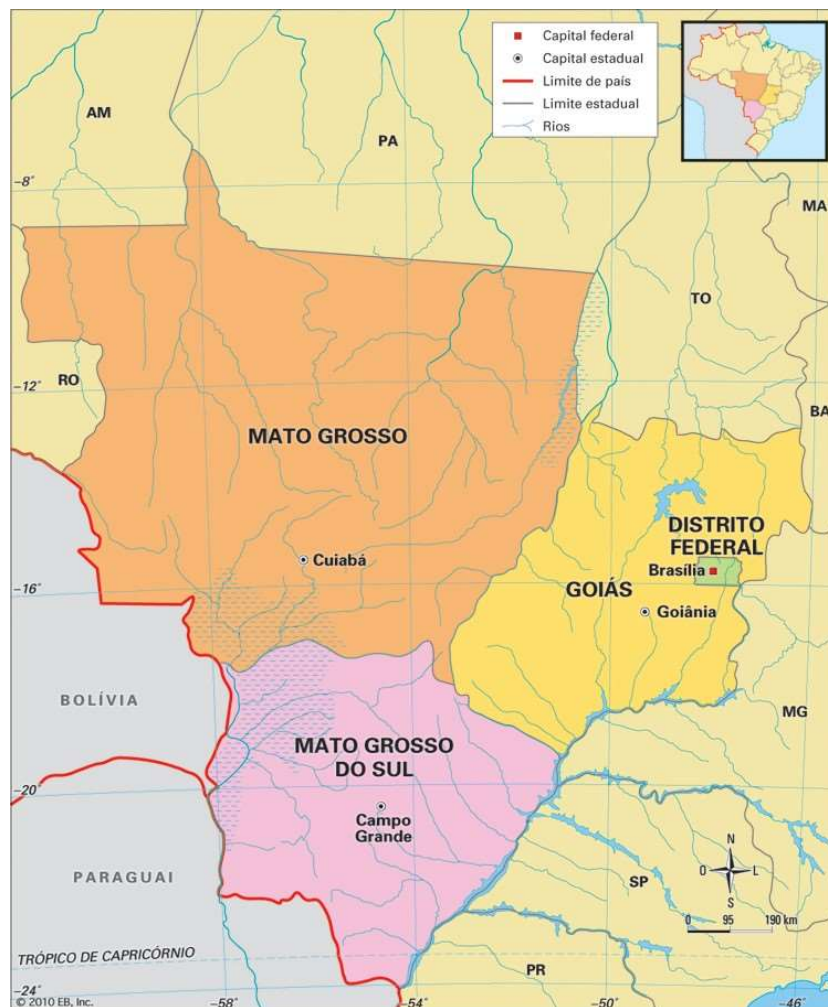 Capital federal
Capital estadual
Limite de país
Limite estadual
Rios
AM
PA
-8°
MA
TO
RO
-12°
BA
MATO GROSSO
DISTRITO
FEDERAL
Cuiabá
Brasília
-16°
GOIÁS
Goiânia
BOLÍVIA
MG
MATO GROSSO
DO SUL
-20°
Campo
Grande
PARAGUAI
SP
N
O
L
S
0 95 190 km
TRÓPICO DE CAPRICÓRNIO
PR
-24°
© 2010 EB, Inc.
-58°
-54°
-50°
-46°